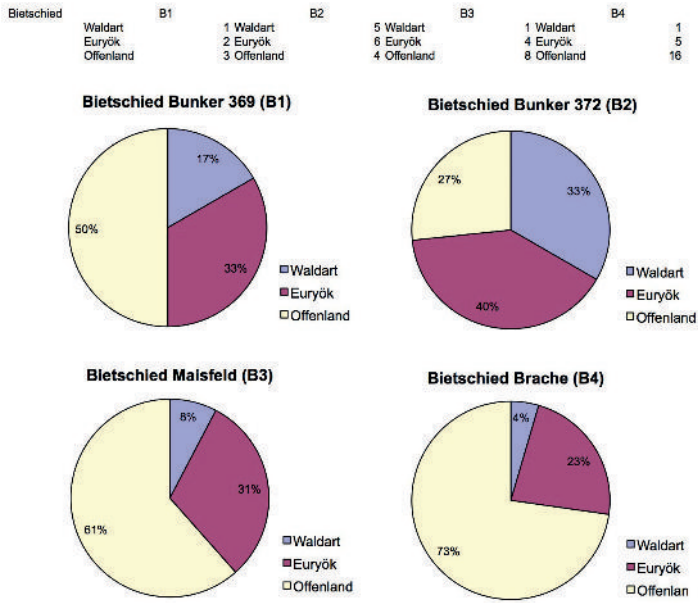 Bietschied B1 B2 B3 B4
Waldart 1 Waldart 5 Waldart 1 Waldart 1
Euryök 2 Euryök 6 Euryök 4 Euryök 5
Offenland 3 Offenland 4 Offenland 8 Offenland 16
Bietschied Bunker 369 (B1)
17%
50%
33%
Waldart
Euryök
Offenland
Bietschied Bunker 372 (B2)
27%
33%
40%
Waldart
Euryök
Offenland
Bietschied Maisfeld (B3)
8%
31%
61%
Waldart
Euryök
Offenland
Bietschied Brache (B4)
4%
23%
73%
Waldart
Euryök
Offenlan